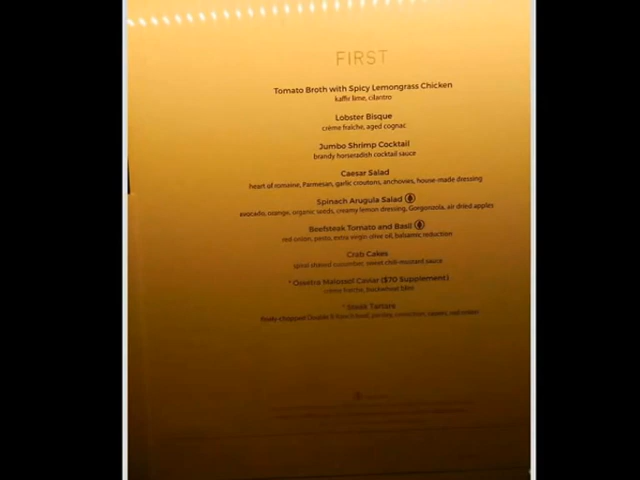 FIRST
Tomato Broth with Spicy Lemongrass Chicken
kaffir lime, cilantro
Lobster Bisque
crème fraîche, aged cognac
Jumbo Shrimp Cocktail
brandy horseradish cocktail sauce
Caesar Salad
heart of romaine, Parmesan, garlic croutons, anchovies, house-made dressing
Spinach Arugula Salad
avocado, orange, organic seeds, creamy lemon dressing, Gorgonzola, air dried apples
Beefsteak Tomato and Basil
red onion, pesto, extra virgin olive oil, balsamic reduction
Crab Cakes
spiral shaved cucumber, sweet chili-mustard sauce
* Ossetra Malossol Caviar ($70 Supplement)
crème fraîche, buckwheat blini
* Steak Tartare
finely-chopped